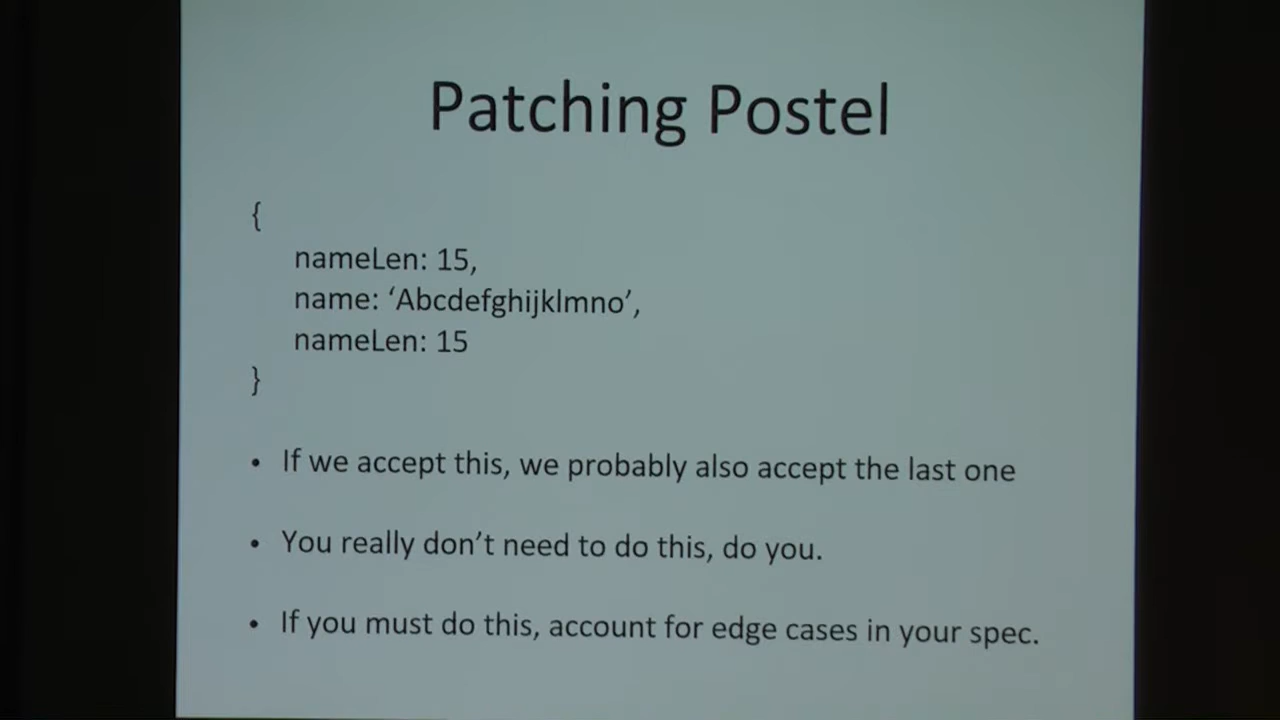 Patching Postel
{
nameLen: 15,
name: ‘Abcdefghijklmno’,
nameLen: 15
}
• If we accept this, we probably also accept the last one
• You really don’t need to do this, do you.
• If you must do this, account for edge cases in your spec.